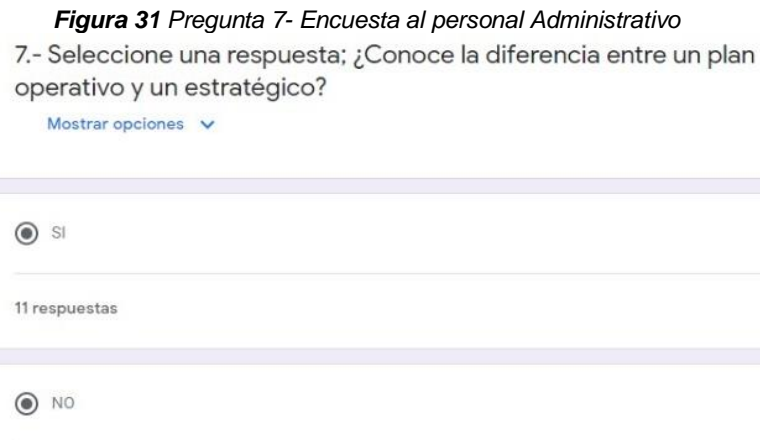 Figura 31 Pregunta 7- Encuesta al personal Administrativo
7.- Seleccione una respuesta; ¿Conoce la diferencia entre un plan
operativo y un estratégico?
Mostrar opciones
SI
11 respuestas
NO